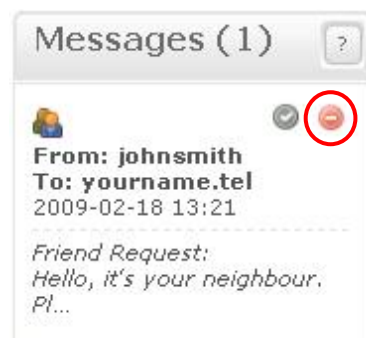 Messages (1) ?
From: johnsmith
To: yourname.tel
2009-02-18 13:21
Friend Request:
Hello, it's your neighbour.
Pl...